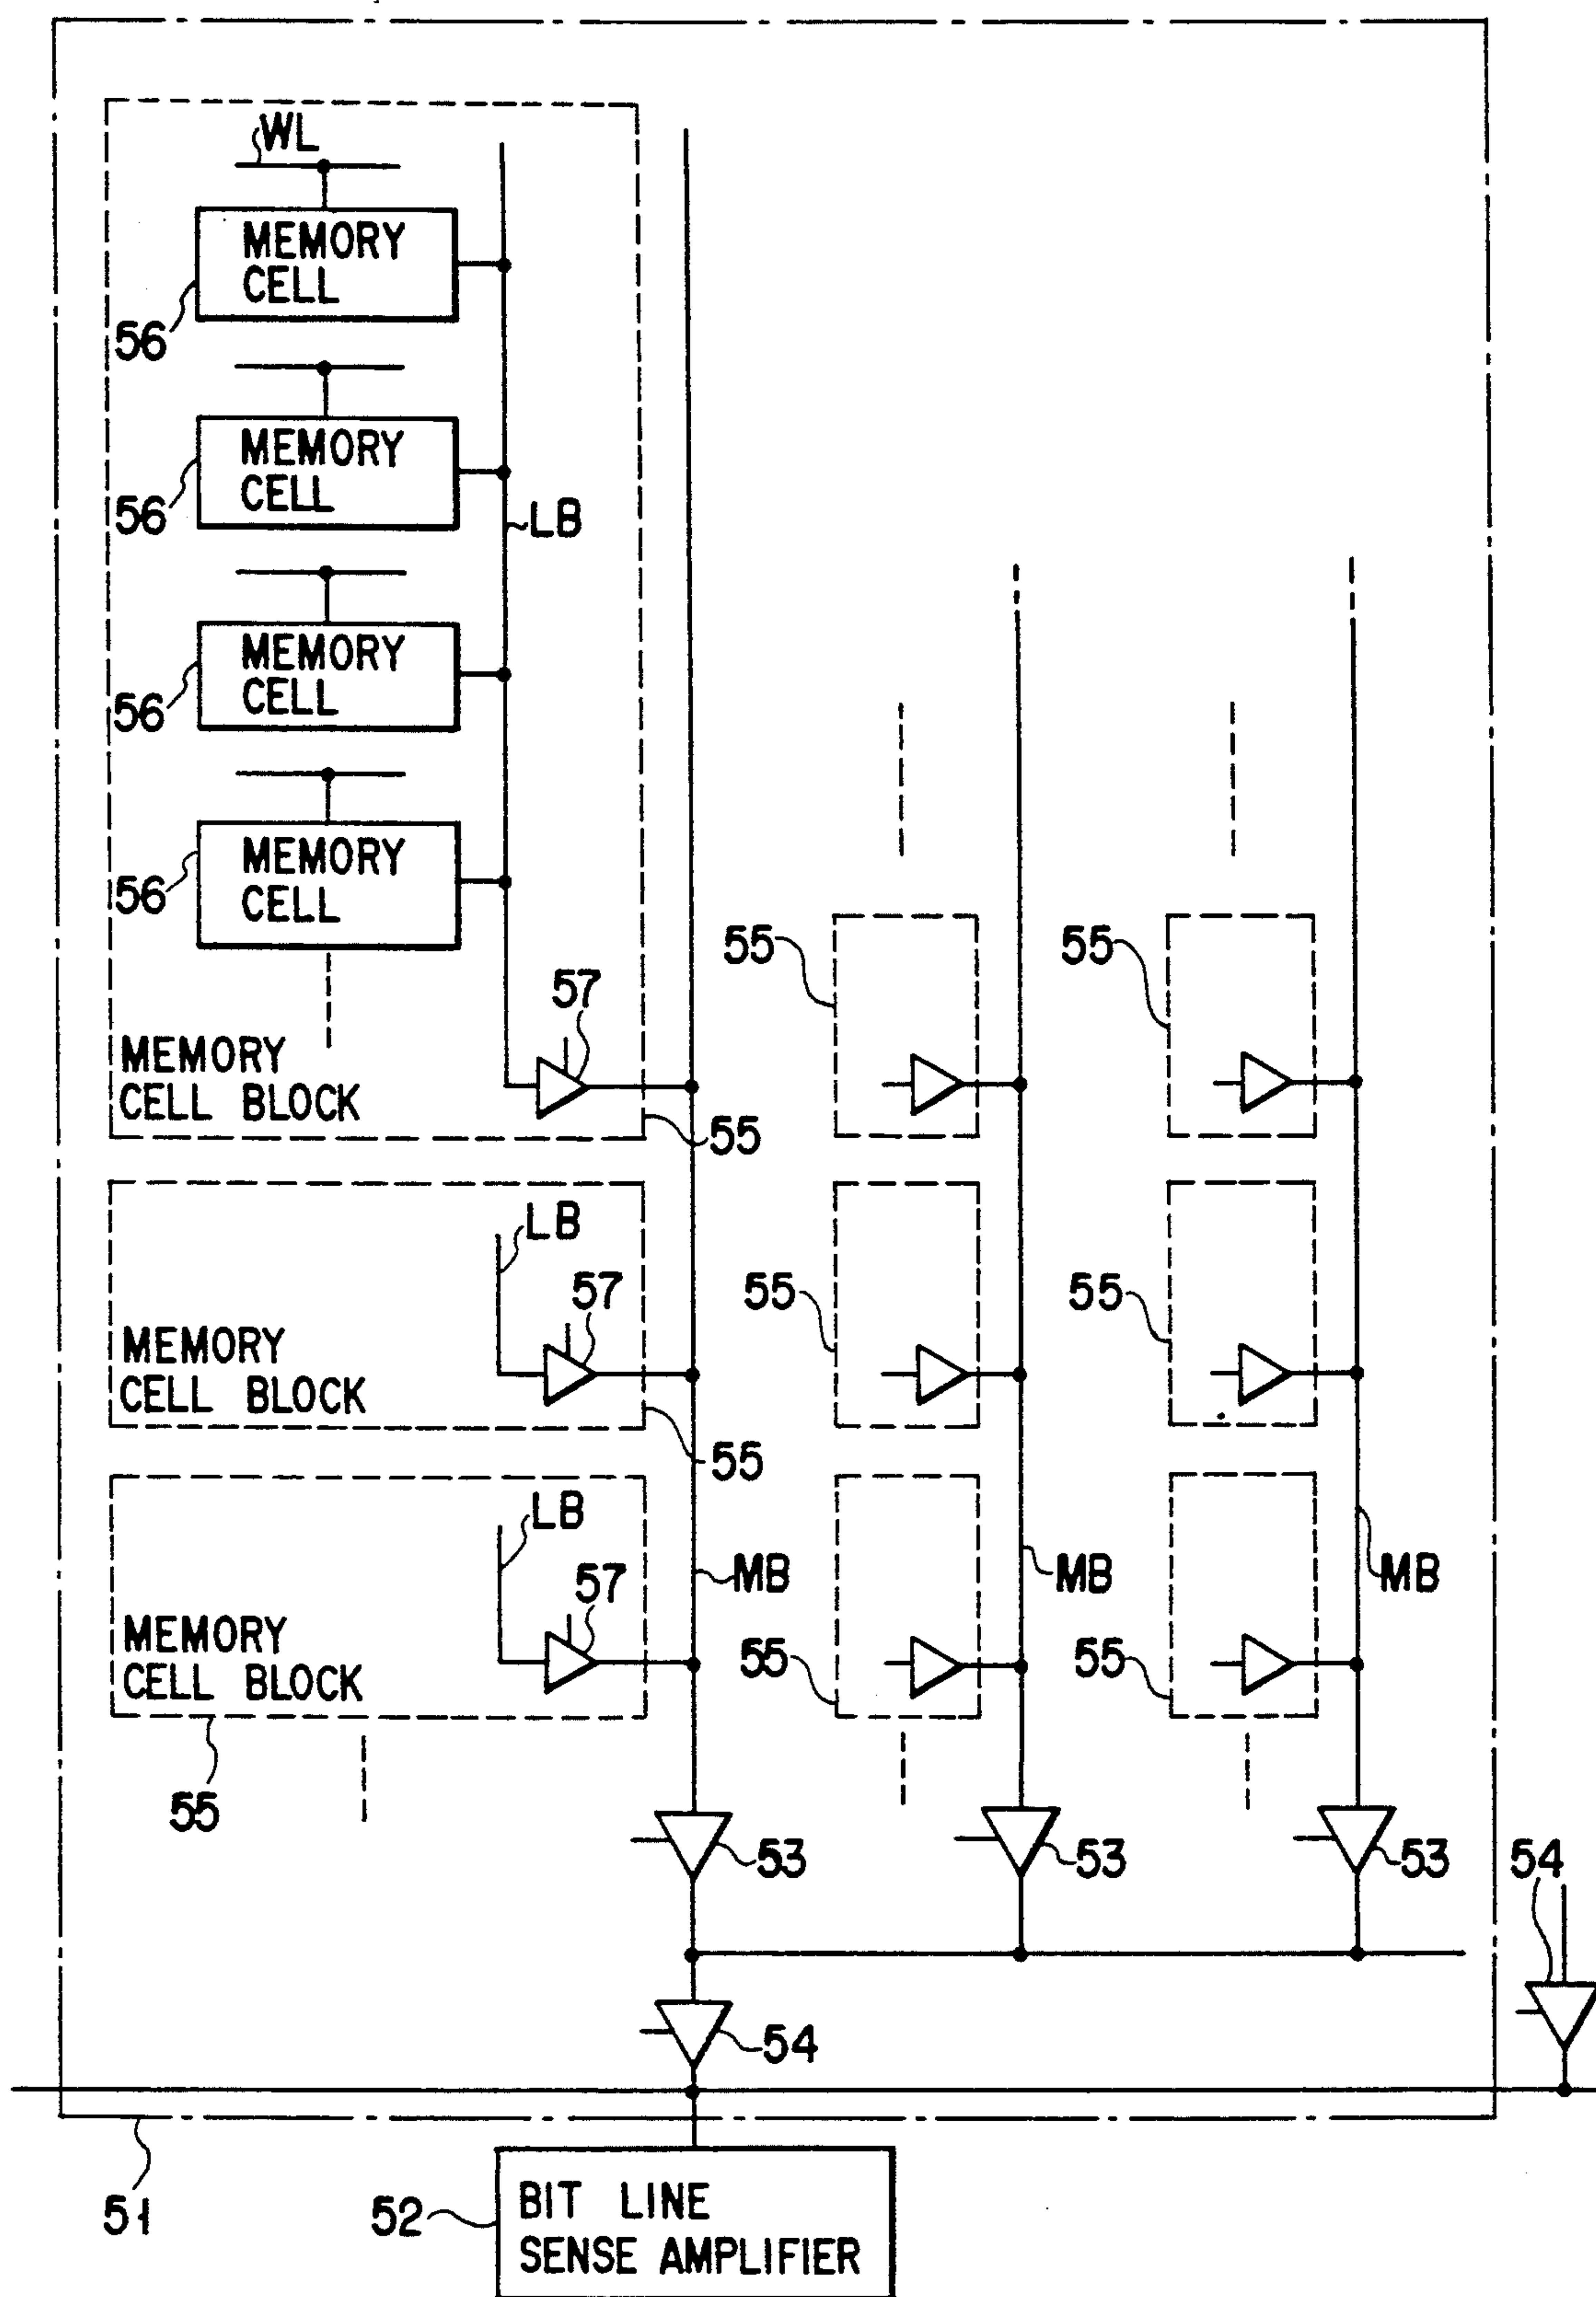 WL
MEMORY
CELL
56
MEMORY
CELL
56
LB
MEMORY
CELL
56
MEMORY
CELL
56
57
55
55
MEMORY
CELL BLOCK
55
LB
57
55
55
MEMORY
CELL BLOCK
55
LB
57
MB
MB
MB
MEMORY
CELL BLOCK
55
55
55
53
53
53
54
54
51
52
BIT LINE
SENSE AMPLIFIER